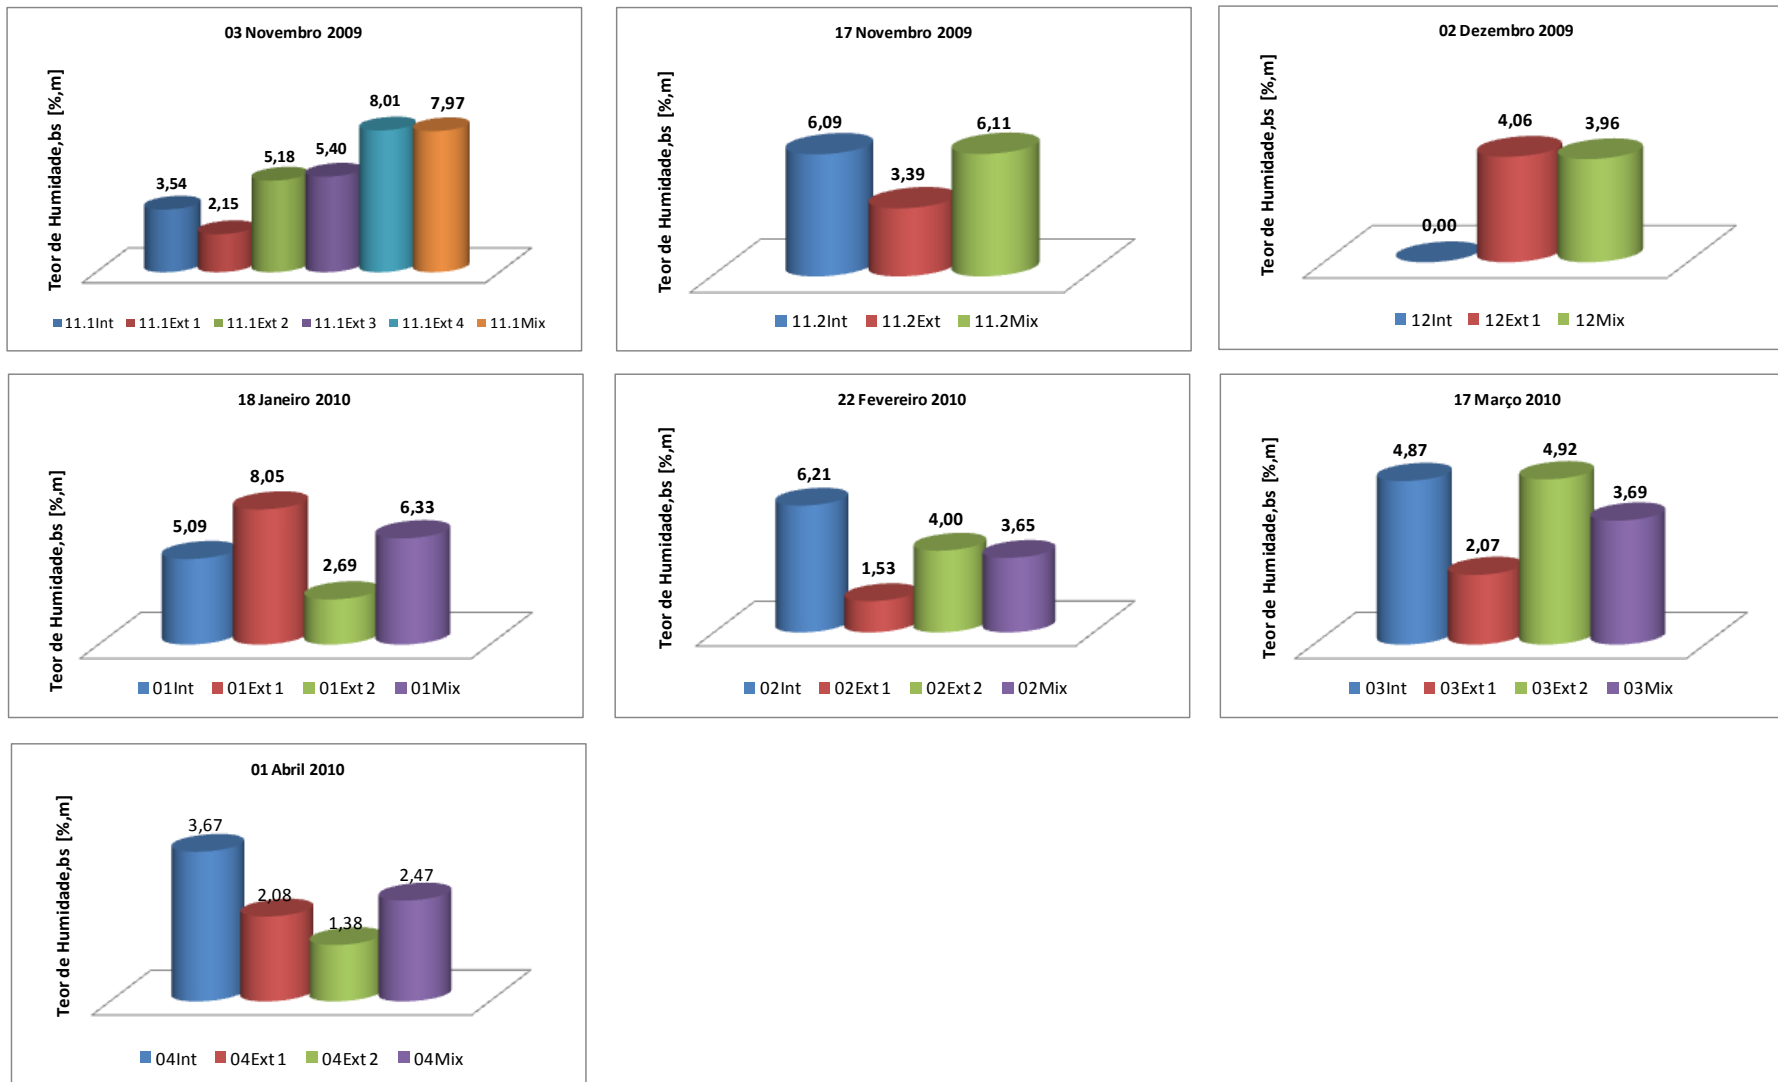 03 Novembro 2009
Teor de Humidade,bs [%,m]
3,54
2,15
5,18
5,40
8,01
7,97
11.1Int 11.1Ext 1 11.1Ext 2 11.1Ext 3 11.1Ext 4 11.1Mix
17 Novembro 2009
Teor de Humidade,bs [%,m]
6,09
3,39
6,11
11.2Int 11.2Ext 11.2Mix
02 Dezembro 2009
Teor de Humidade,bs [%,m]
0,00
4,06
3,96
12Int 12Ext 1 12Mix
18 Janeiro 2010
Teor de Humidade,bs [%,m]
5,09
8,05
2,69
6,33
01Int 01Ext 1 01Ext 2 01Mix
22 Fevereiro 2010
Teor de Humidade,bs [%,m]
6,21
1,53
4,00
3,65
02Int 02Ext 1 02Ext 2 02Mix
17 Março 2010
Teor de Humidade,bs [%,m]
4,87
2,07
4,92
3,69
03Int 03Ext 1 03Ext 2 03Mix
01 Abril 2010
Teor de Humidade,bs [%,m]
3,67
2,08
1,38
2,47
04Int 04Ext 1 04Ext 2 04Mix